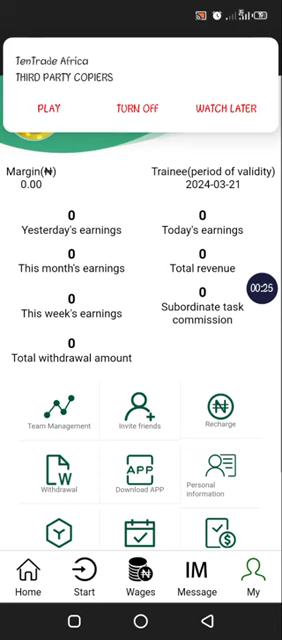 TenTrade Africa
THIRD PARTY COPIERS
PLAY TURN OFF WATCH LATER
Margin(₦) Trainee(period of validity)
0.00 2024-03-21
0 0
Yesterday's earnings Today's earnings
0 0
This month's earnings Total revenue
00:25
0 0
This week's earnings Subordinate task commission
0
Total withdrawal amount
Team Management Invite friends Recharge
W APP
Withdrawal Download APP Personal information
Home Start Wages Message My